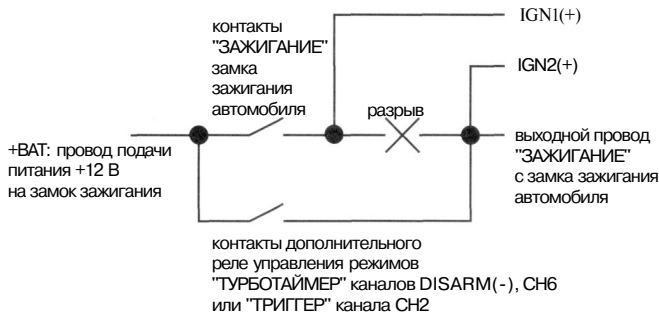 контакты
"ЗАЖИГАНИЕ"
замка
зажигания
автомобиля
IGN1(+)
IGN2(+)
разрыв
+BAT: провод подачи
питания +12 В
на замок зажигания
выходной провод
"ЗАЖИГАНИЕ"
с замка зажигания
автомобиля
контакты дополнительного
реле управления режимов
"ТУРБОТАЙМЕР" каналов DISARM(-), CH6
или "ТРИГГЕР" канала CH2